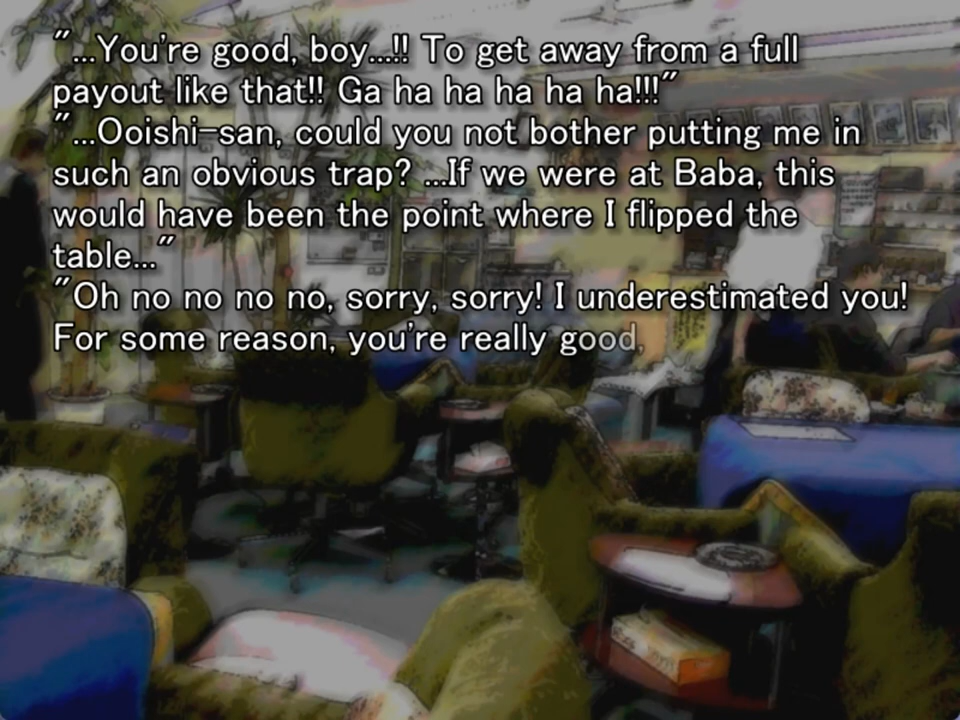 "...You're good, boy...!! To get away from a full
payout like that!! Ga ha ha ha ha ha!!!"
"...Ooishi-san, could you not bother putting me in
such an obvious trap? ...If we were at Baba, this
would have been the point where I flipped the
table..."
"Oh no no no no, sorry, sorry! I underestimated you!
For some reason, you're really good,